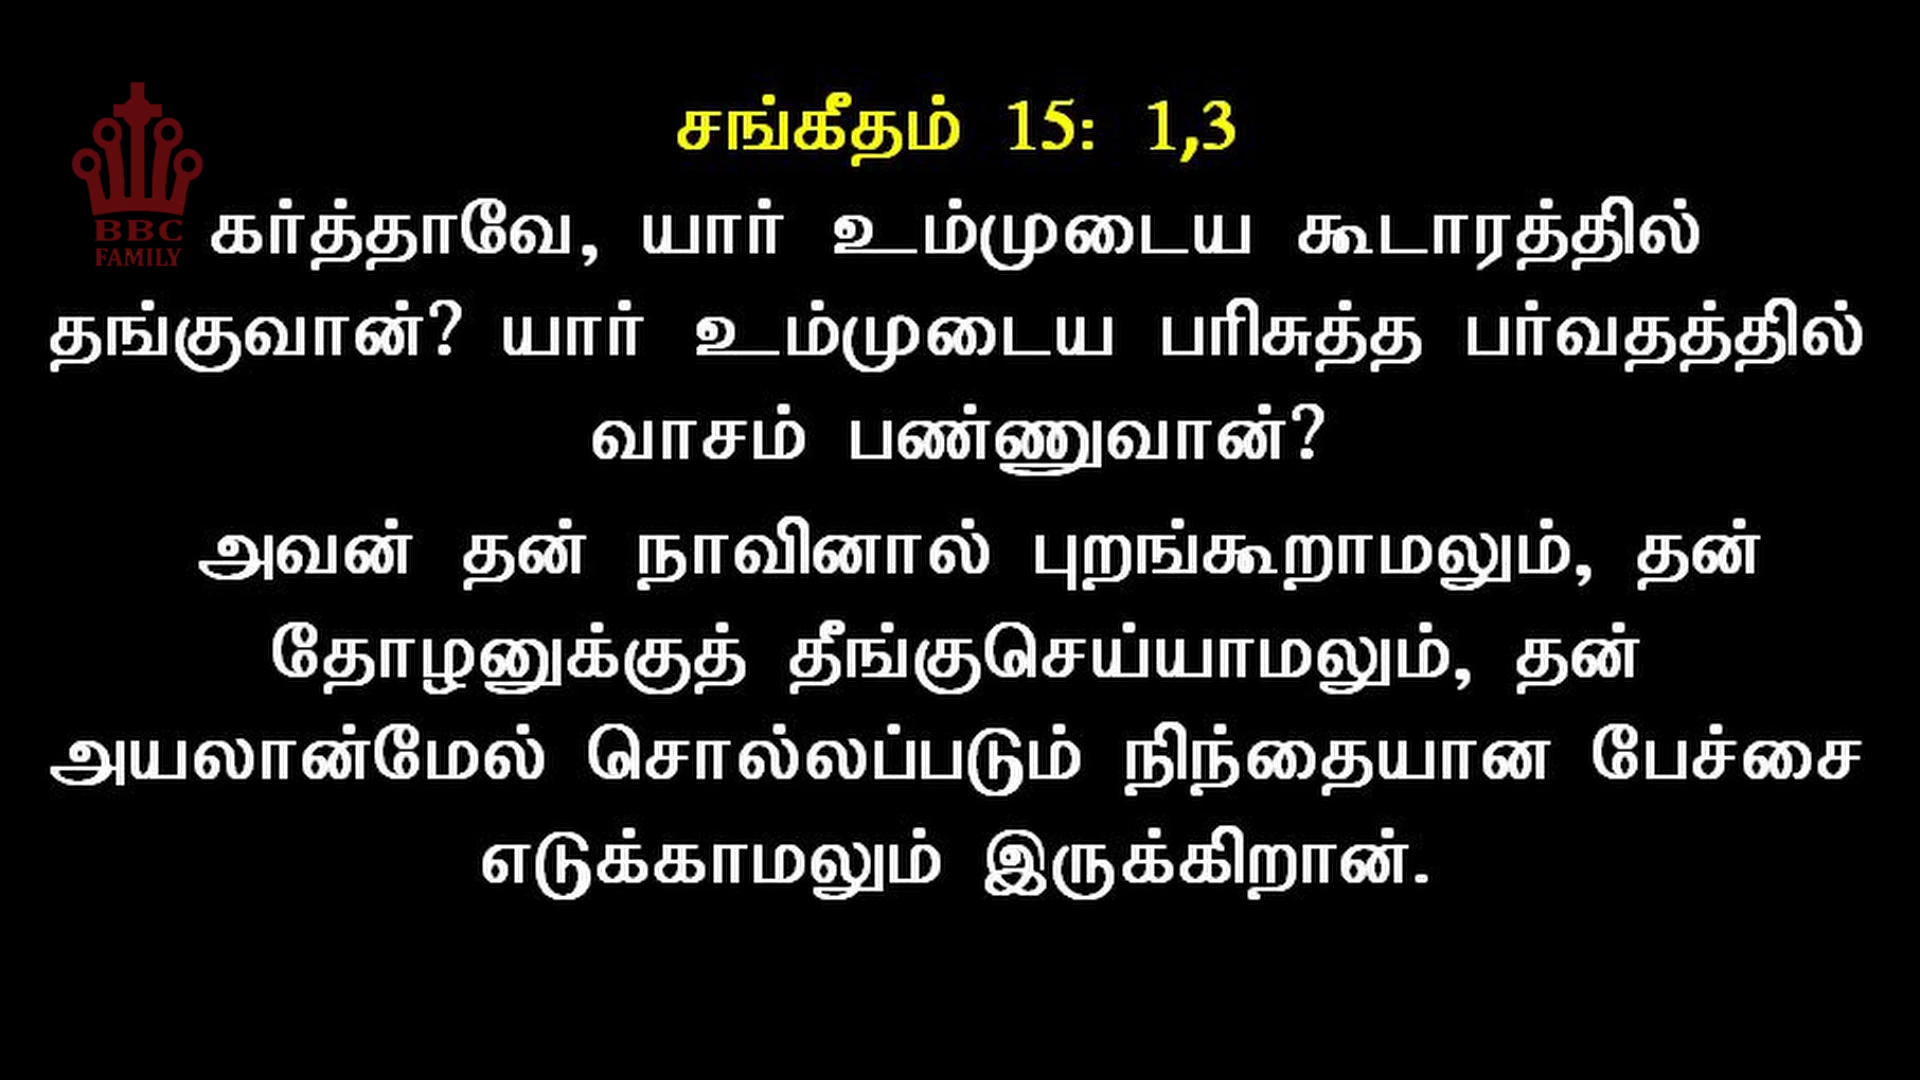 சங்கீதம் 15: 1,3
BBC
FAMILY
கர்த்தாவே, யார் உம்முடைய கூடாரத்தில்
தங்குவான்? யார் உம்முடைய பரிசுத்த பர்வதத்தில்
வாசம் பண்ணுவான்?
அவன் தன் நாவினால் புறங்கூறாமலும், தன்
தோழனுக்குத் தீங்குசெய்யாமலும், தன்
அயலான்மேல் சொல்லப்படும் நிந்தையான பேச்சை
எடுக்காமலும் இருக்கிறான்.